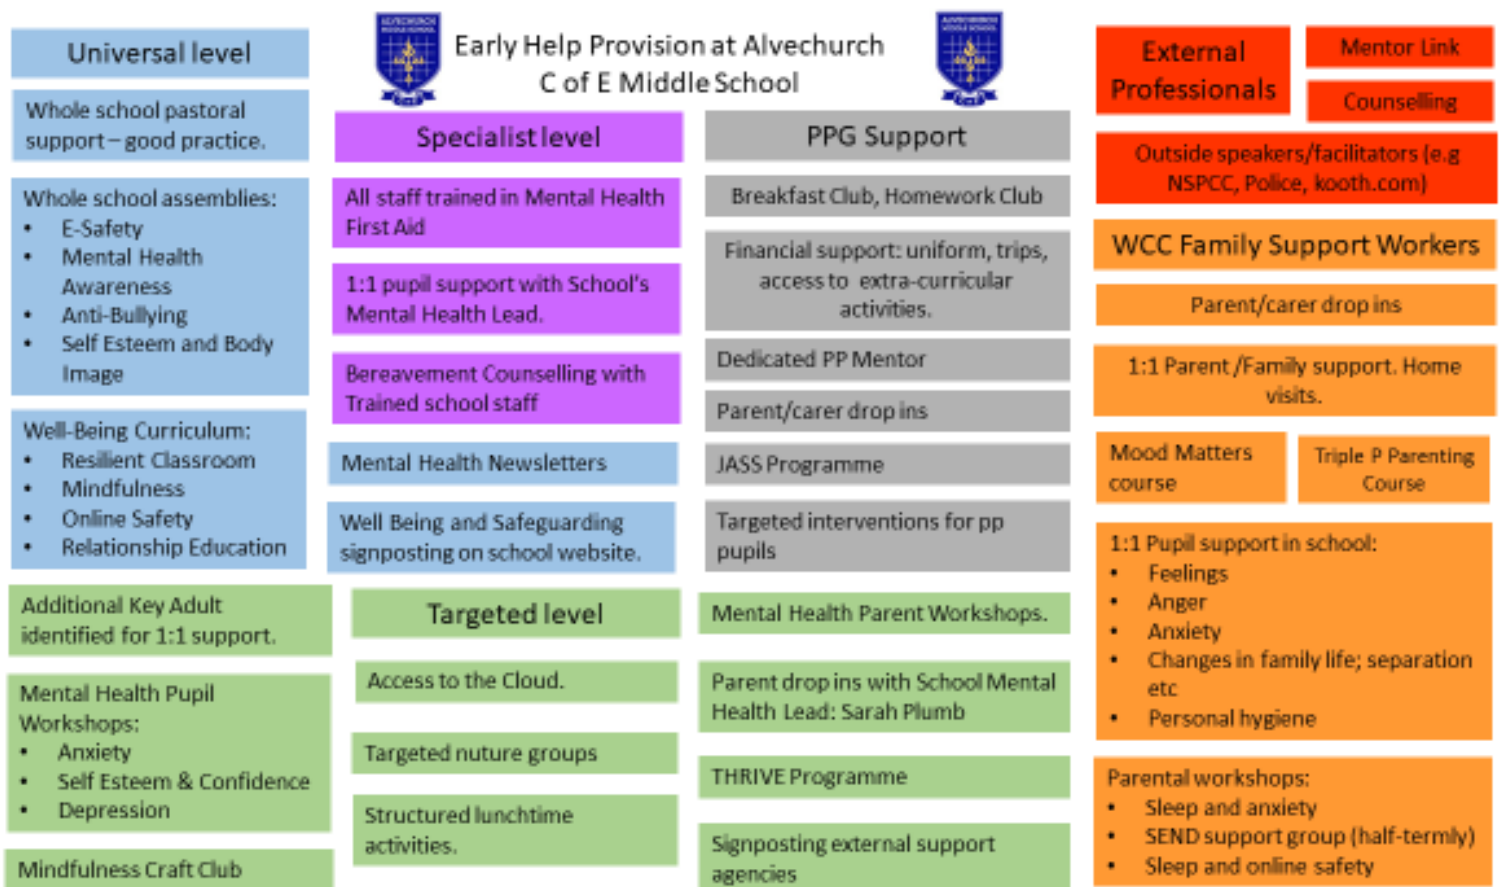 Early Help Provision at Alvechurch
C of E Middle School
ALVECHURCH
MIDDLE SCHOOL
ALVECHURCH
MIDDLE SCHOOL
Universal level
Whole school pastoral
support – good practice.
Whole school assemblies:
• E-Safety
• Mental Health
Awareness
• Anti-Bullying
• Self Esteem and Body
Image
Well-Being Curriculum:
• Resilient Classroom
• Mindfulness
• Online Safety
• Relationship Education
Additional Key Adult
identified for 1:1 support.
Mental Health Pupil
Workshops:
• Anxiety
• Self Esteem & Confidence
• Depression
Mindfulness Craft Club
Specialist level
All staff trained in Mental Health
First Aid
1:1 pupil support with School's
Mental Health Lead.
Bereavement Counselling with
Trained school staff
Mental Health Newsletters
Well Being and Safeguarding
signposting on school website.
Targeted level
Access to the Cloud.
Targeted nuture groups
Structured lunchtime
activities.
PPG Support
Breakfast Club, Homework Club
Financial support: uniform, trips,
access to extra-curricular
activities.
Dedicated PP Mentor
Parent/carer drop ins
JASS Programme
Targeted interventions for pp
pupils
Mental Health Parent Workshops.
Parent drop ins with School Mental
Health Lead: Sarah Plumb
THRIVE Programme
Signposting external support
agencies
External
Professionals
Mentor Link
Counselling
Outside speakers/facilitators (e.g
NSPCC, Police, kooth.com)
WCC Family Support Workers
Parent/carer drop ins
1:1 Parent /Family support. Home
visits.
Mood Matters
course
Triple P Parenting
Course
1:1 Pupil support in school:
• Feelings
• Anger
• Anxiety
• Changes in family life; separation
etc
• Personal hygiene
Parental workshops:
• Sleep and anxiety
• SEND support group (half-termly)
• Sleep and online safety